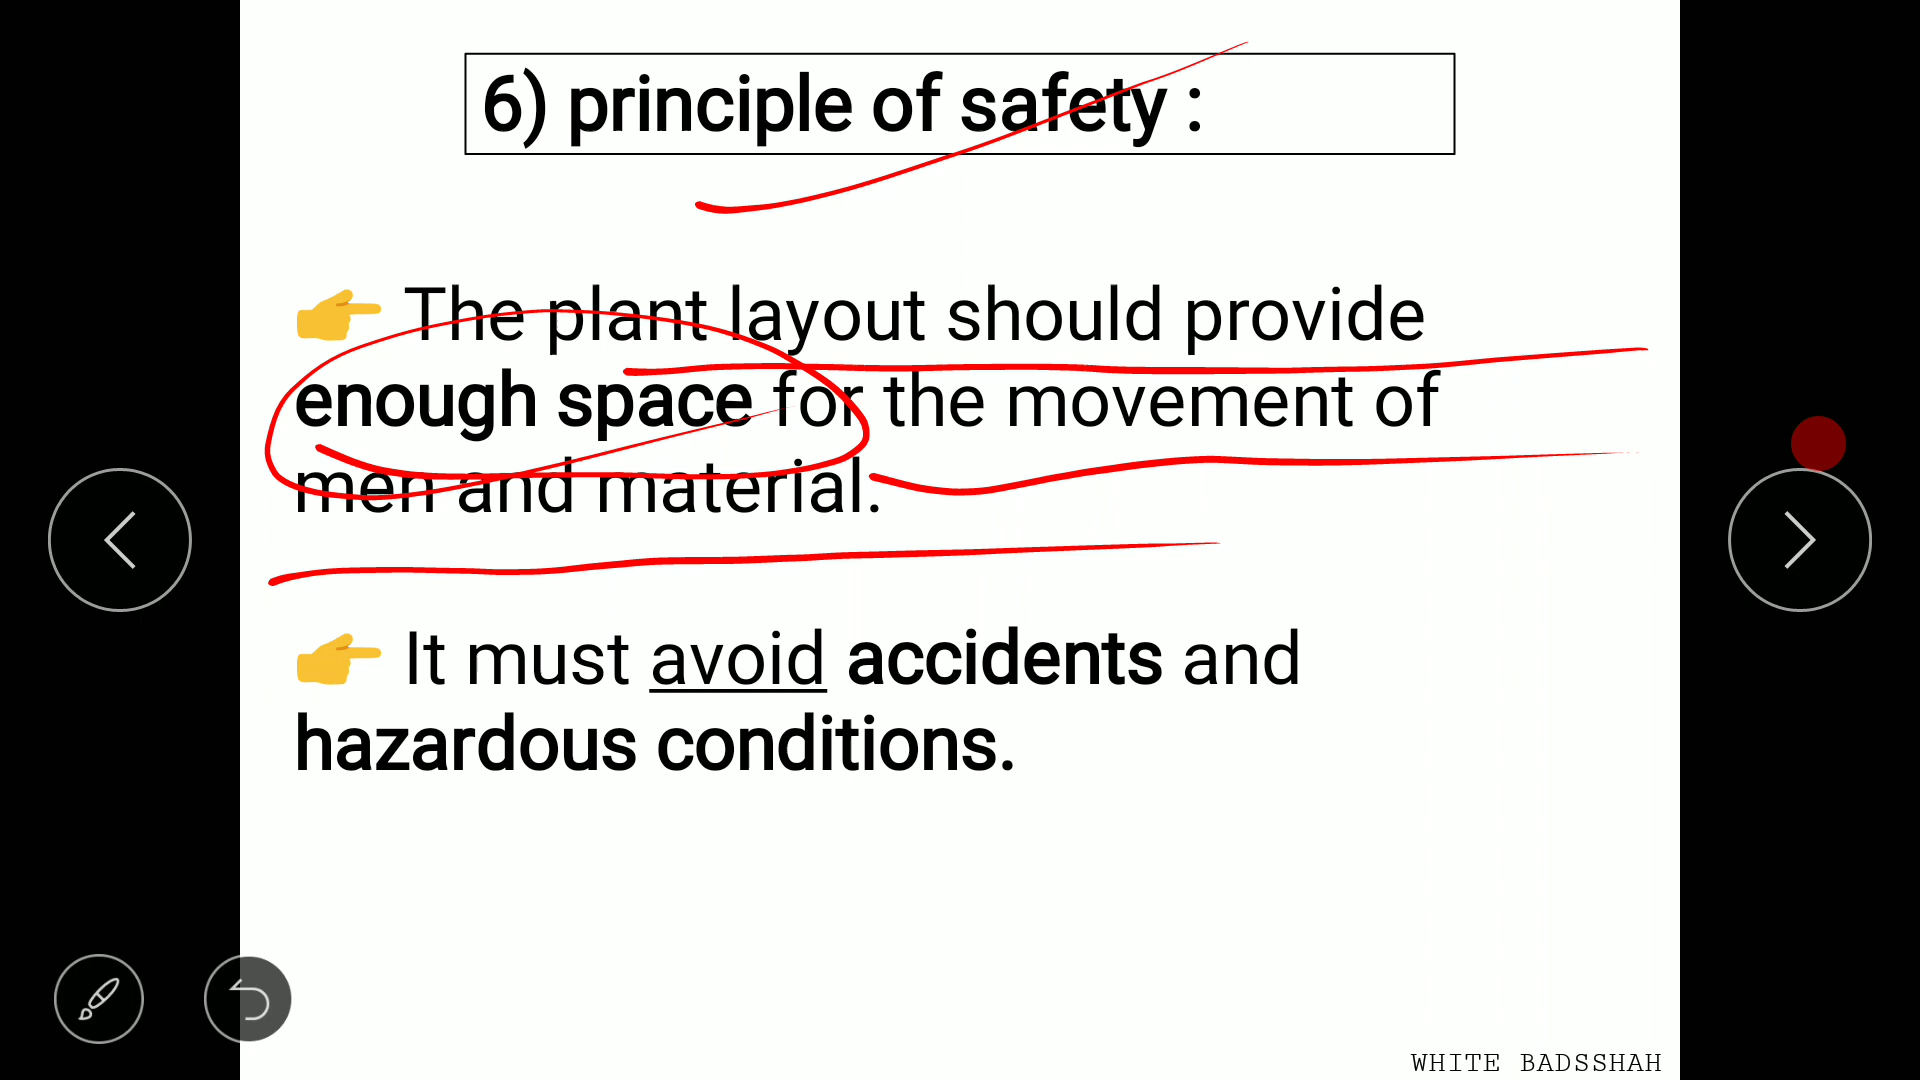 6) principle of safety :
👉 The plant layout should provide
enough space for the movement of
men and material.
👉 It must avoid accidents and
hazardous conditions.
WHITE BADSSHAH